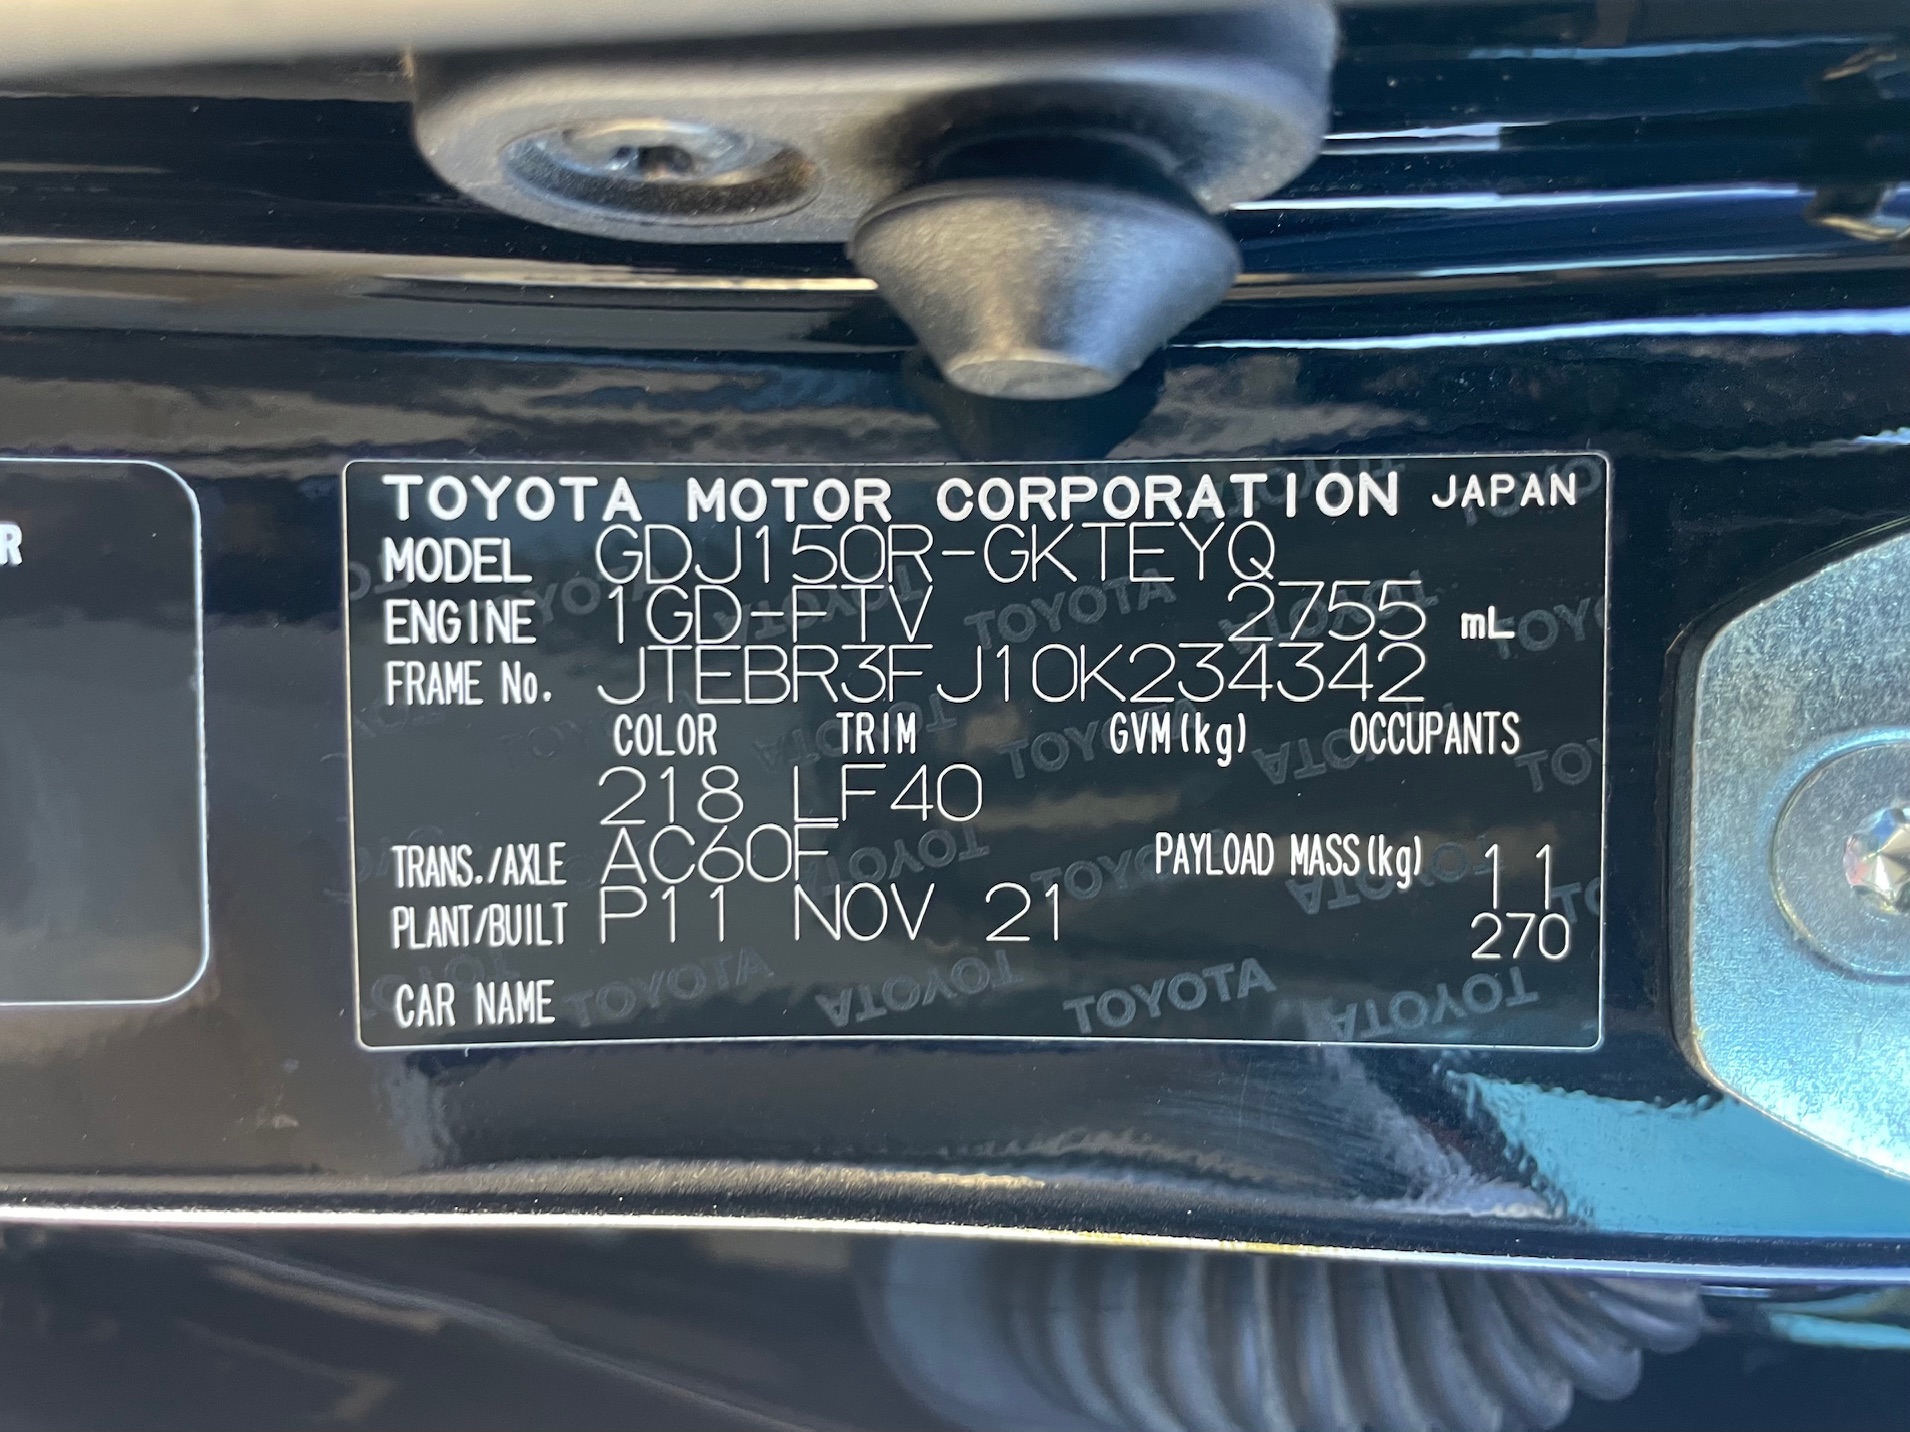 R
TOYOTA MOTOR CORPORATION JAPAN
MODEL GDJ150R-GKTEYQ
ENGINE 1GD-FTV 2755 mL
FRAME No. JTEBR3FJ10K234342
COLOR TRIM GVM(kg) OCCUPANTS
218 LF40
TRANS./AXLE AC60F PAYLOAD MASS(kg) 11
PLANT/BUILT P11 NOV 21 270
CAR NAME